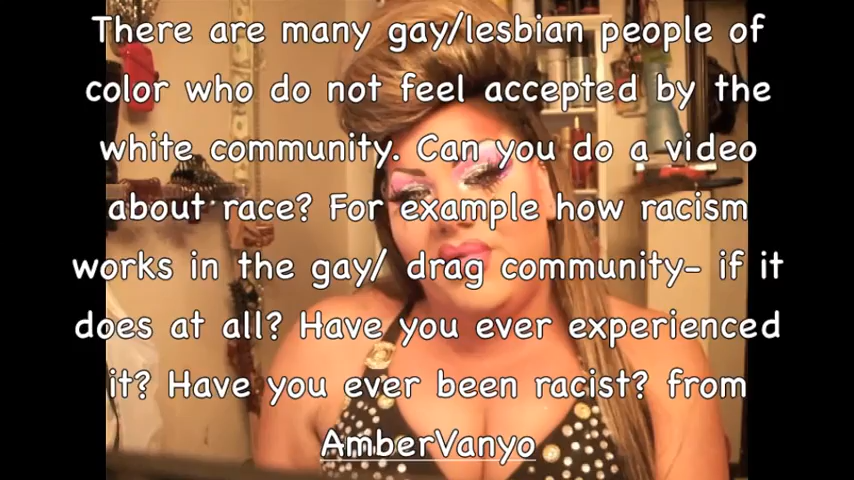 There are many gay/lesbian people of
color who do not feel accepted by the
white community. Can you do a video
about race? For example how racism
works in the gay/ drag community- if it
does at all? Have you ever experienced
it? Have you ever been racist? from
AmberVanyo